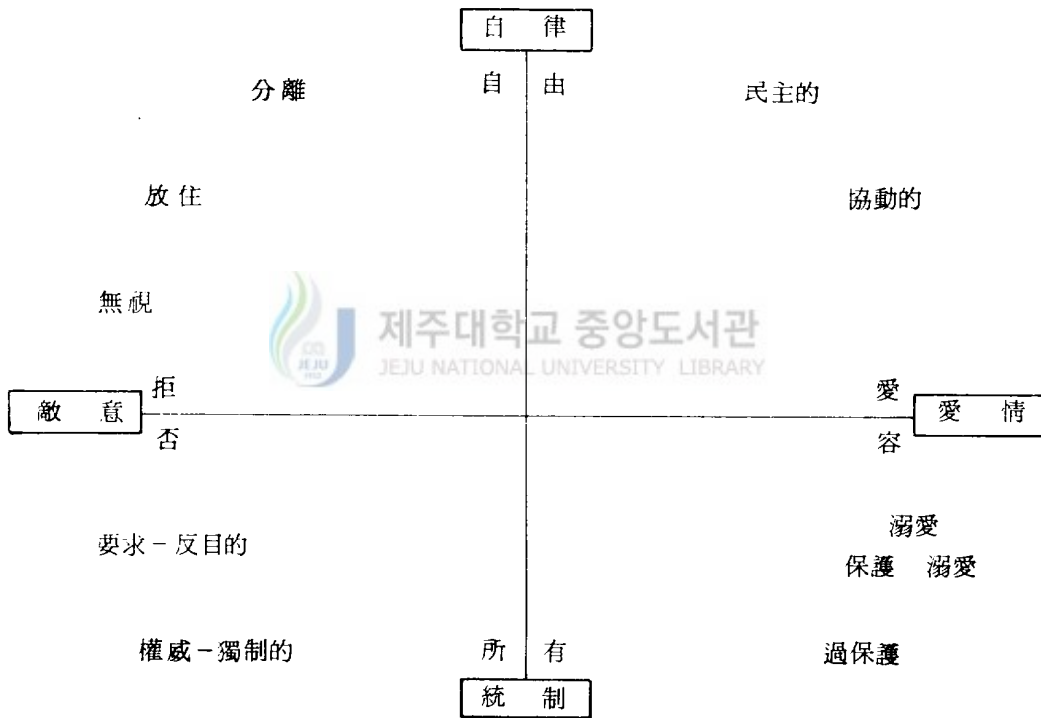 自 律
分離 自 由 民主的
放住 協動的
無視
제주대학교 중앙도서관
JEJU NATIONAL UNIVERSITY LIBRARY
JEJU
1952
拒 愛
敵 意 愛 情
否 容
溺愛
要求-反目的
保護 溺愛
權威-獨制的 所 有 過保護
統 制